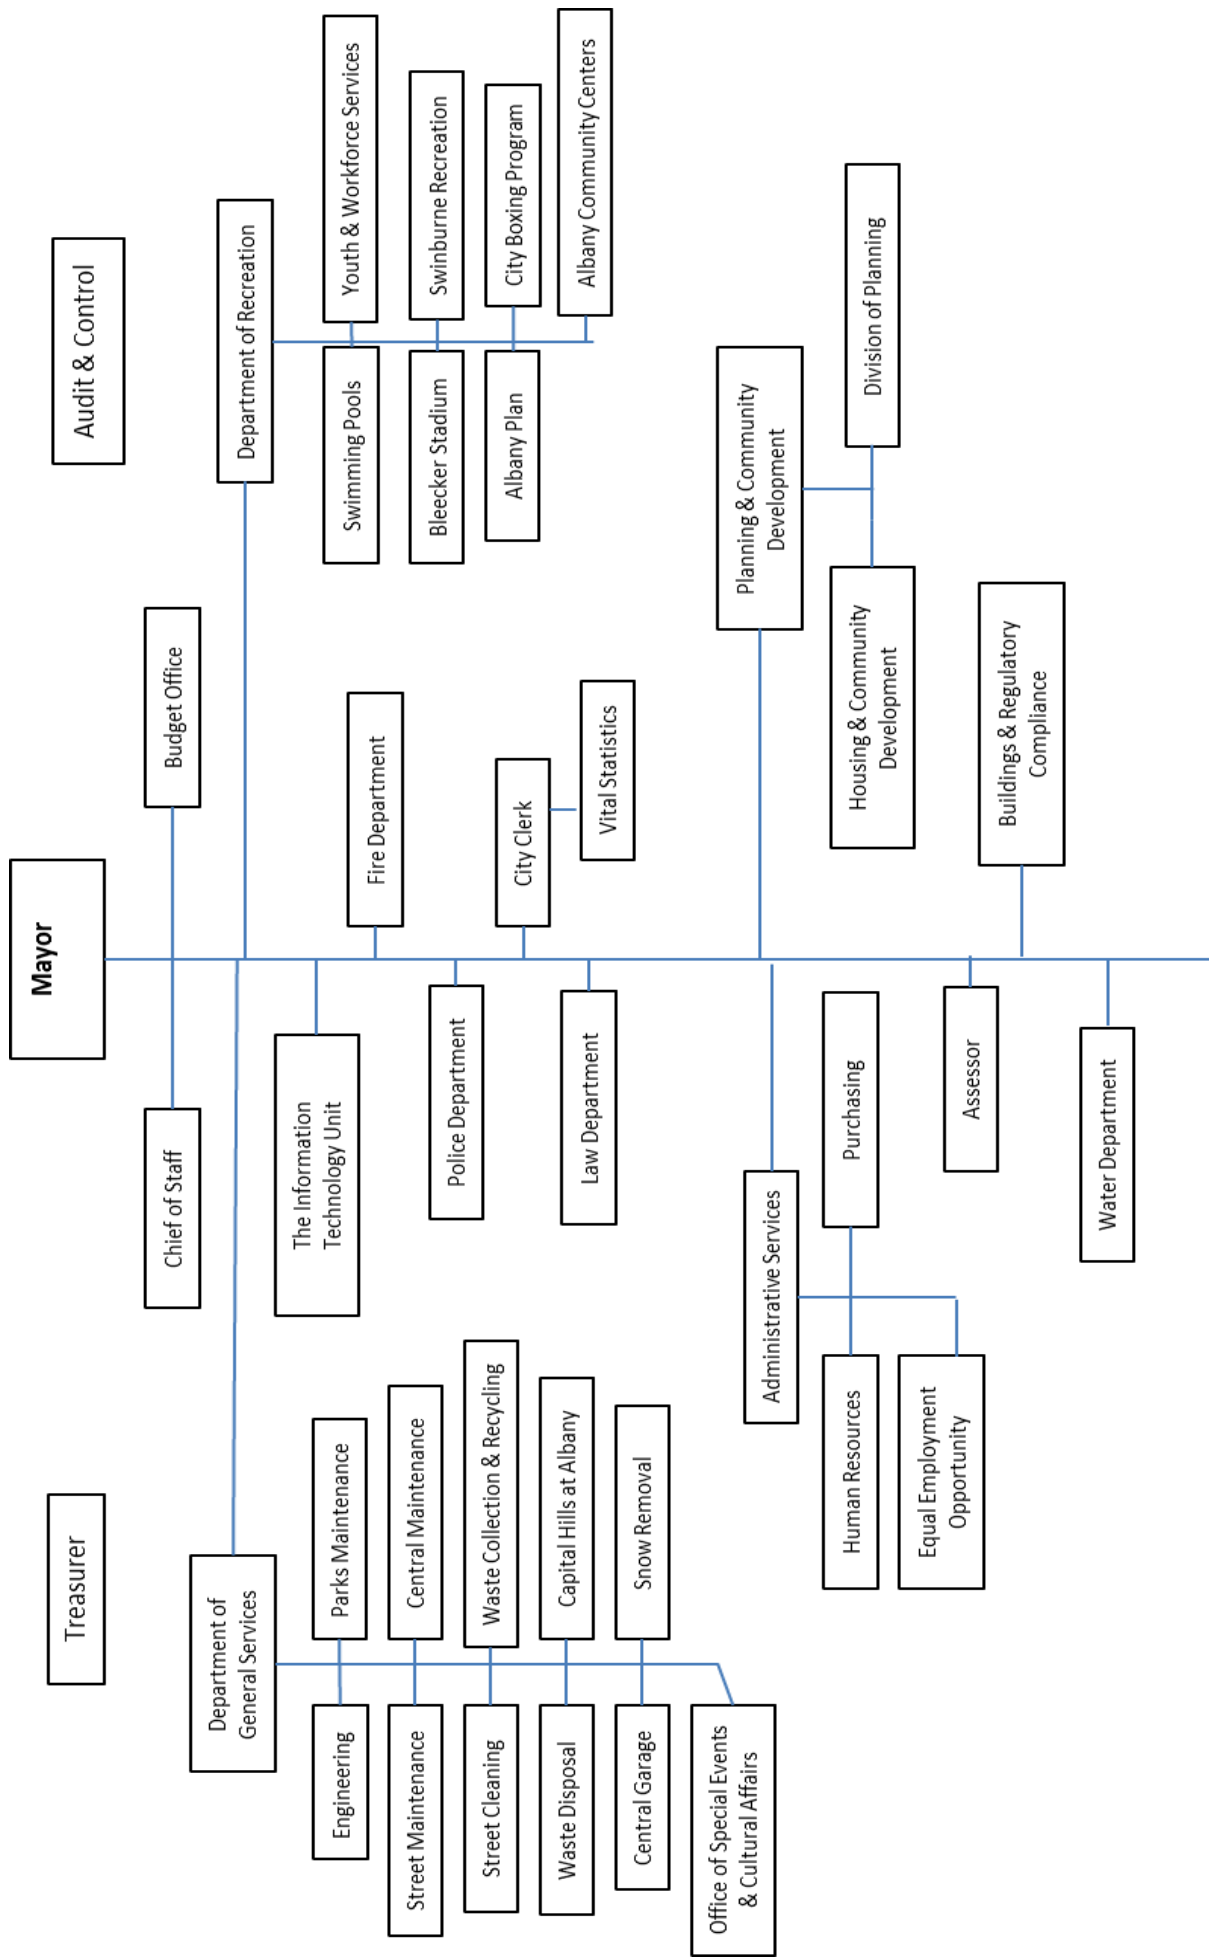 Treasurer
Mayor
Audit & Control
Chief of Staff
Budget Office
Department of
General Services
Department of Recreation
The Information
Technology Unit
Engineering
Parks Maintenance
Fire Department
Swimming Pools
Youth & Workforce Services
Street Maintenance
Central Maintenance
Police Department
Bleecker Stadium
Swinburne Recreation
Street Cleaning
Waste Collection & Recycling
City Clerk
Albany Plan
City Boxing Program
Waste Disposal
Capital Hills at Albany
Law Department
Vital Statistics
Albany Community Centers
Central Garage
Snow Removal
Office of Special Events
& Cultural Affairs
Administrative Services
Planning & Community
Development
Human Resources
Purchasing
Housing & Community
Development
Division of Planning
Equal Employment
Opportunity
Assessor
Buildings & Regulatory
Compliance
Water Department